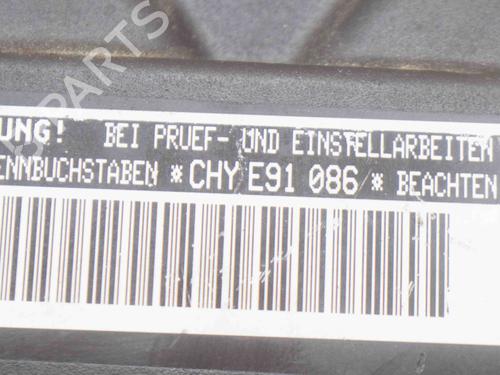 UNG! BEI PRUEF- UND EINSTELLARBEITEN
ENNBUCHSTABEN *CHY E91 086* BEACHTEN